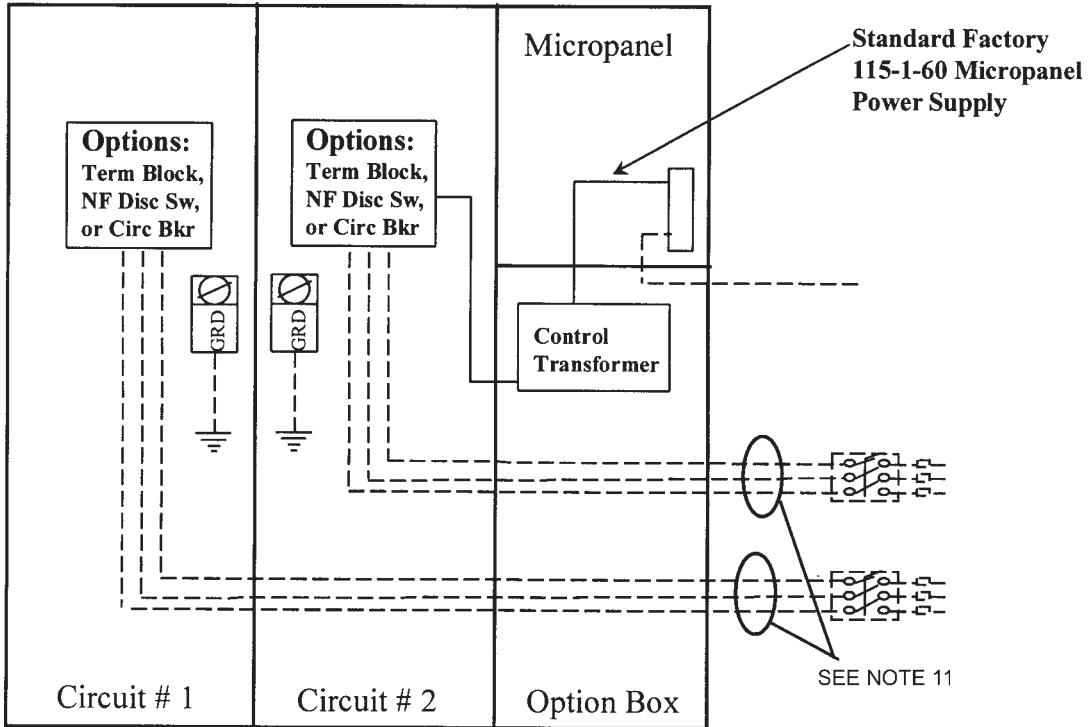 Micropanel
Standard Factory
115-1-60 Micropanel
Power Supply
Options:
Term Block,
NF Disc Sw,
or Circ Bkr
Options:
Term Block,
NF Disc Sw,
or Circ Bkr
GRD
GRD
Control
Transformer
SEE NOTE 11
Circuit # 1
Circuit # 2
Option Box